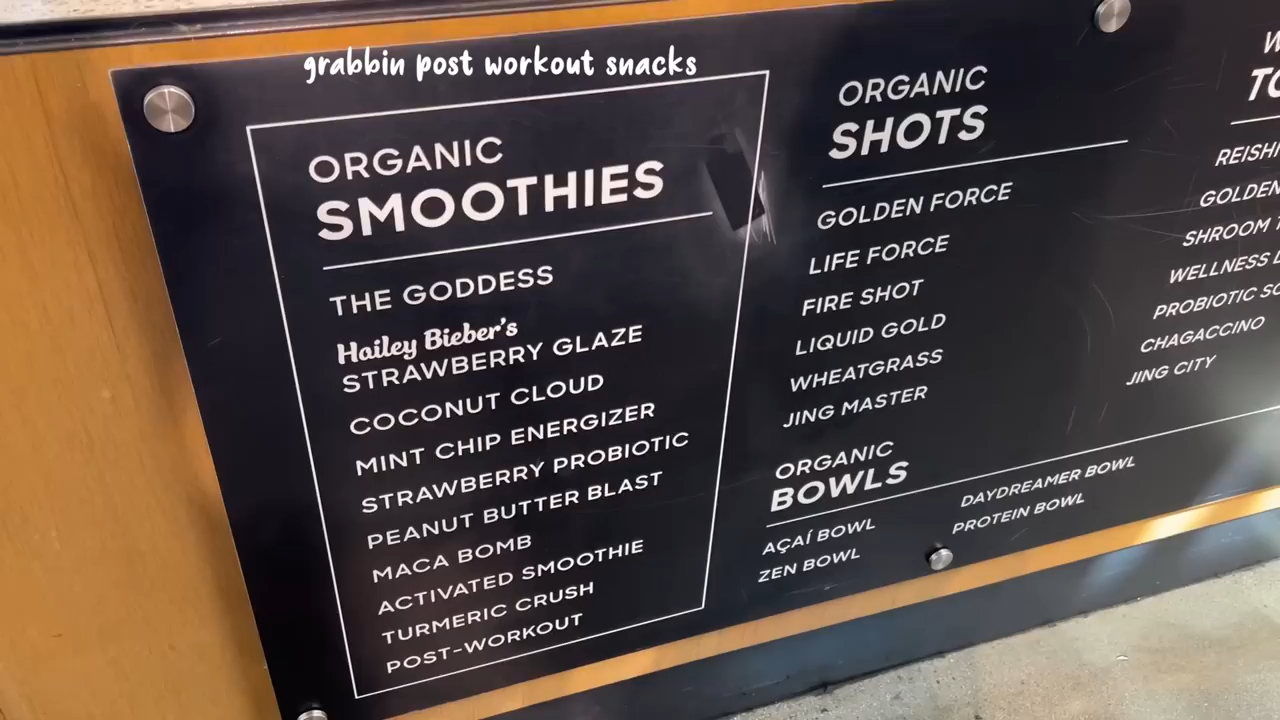 grabbin post workout snacks
ORGANIC
SMOOTHIES
THE GODDESS
Hailey Bieber's
STRAWBERRY GLAZE
COCONUT CLOUD
MINT CHIP ENERGIZER
STRAWBERRY PROBIOTIC
PEANUT BUTTER BLAST
MACA BOMB
ACTIVATED SMOOTHIE
TURMERIC CRUSH
POST-WORKOUT
ORGANIC
SHOTS
GOLDEN FORCE
LIFE FORCE
FIRE SHOT
LIQUID GOLD
WHEATGRASS
JING MASTER
ORGANIC
BOWLS
AÇAÍ BOWL
ZEN BOWL
DAYDREAMER BOWL
PROTEIN BOWL
REISHI
GOLDEN
SHROOM
WELLNESS
PROBIOTIC
CHAGACCINO
JING CITY